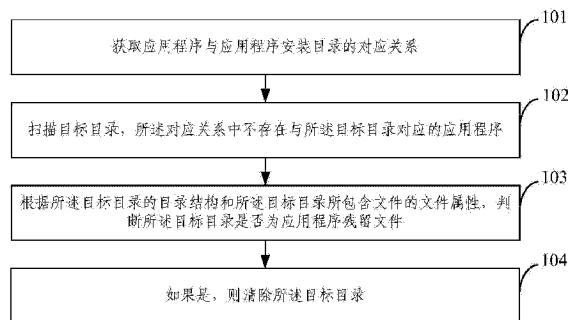 101
获取应用程序与应用程序安装目录的对应关系
102
扫描目标目录，所述对应关系中不存在与所述目标目录对应的应用程序
103
根据所述目标目录的目录结构和所述目标目录所包含文件的文件属性，判
断所述目标目录是否为应用程序残留文件
104
如果是，则清除所述目标目录